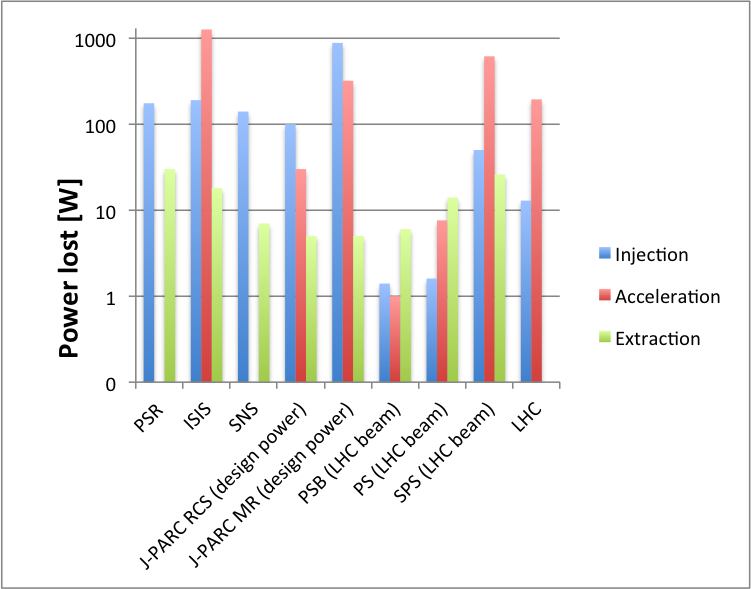 1000
100
10
1
0
Power lost [W]
PSR
ISIS
SNS
J-PARC RCS (design power)
J-PARC MR (design power)
PSB (LHC beam)
PS (LHC beam)
SPS (LHC beam)
LHC
Injection
Acceleration
Extraction